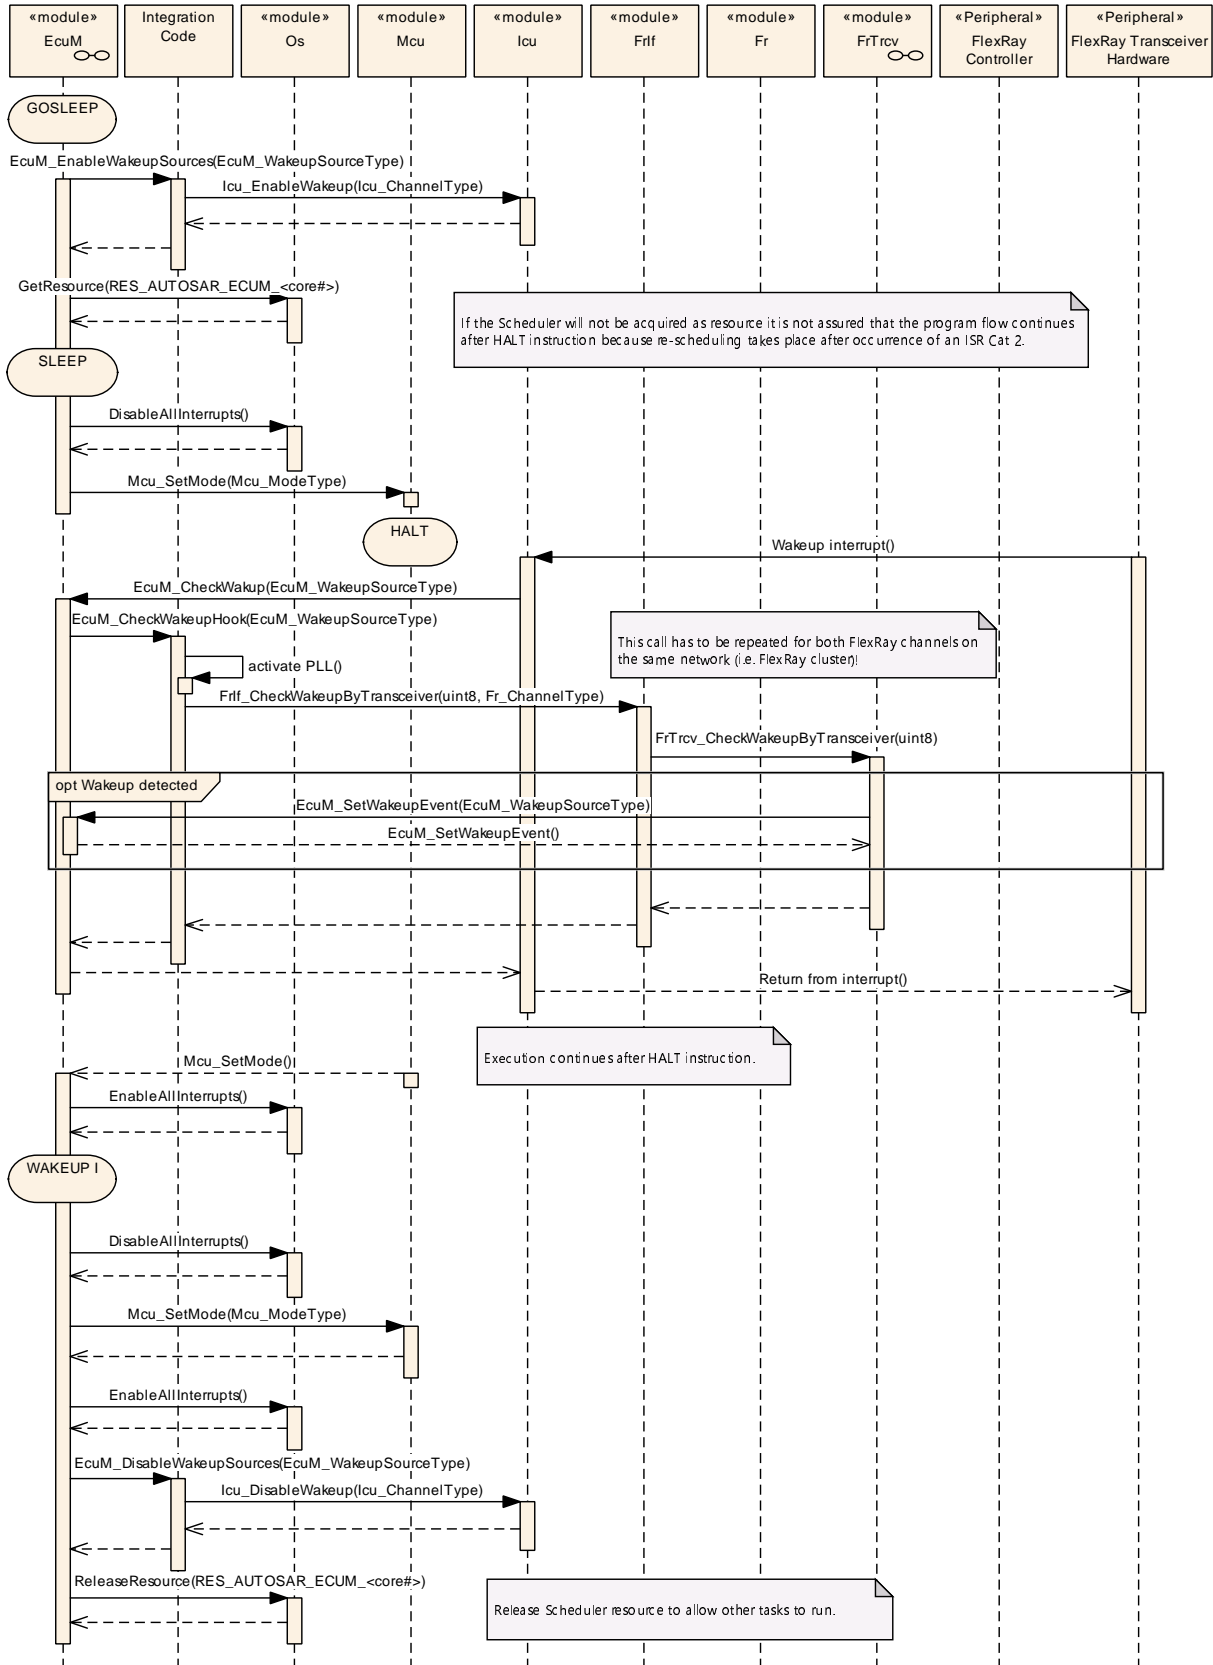 «module»
EcuM
Integration
Code
«module»
Os
«module»
Mcu
«module»
Icu
«module»
FrIf
«module»
Fr
«module»
FrTrcv
«Peripheral»
FlexRay
Controller
«Peripheral»
FlexRay Transceiver
Hardware
GOSLEEP
EcuM_EnableWakeupSources(EcuM_WakeupSourceType)
Icu_EnableWakeup(Icu_ChannelType)
GetResource(RES_AUTOSAR_ECUM_<core#>)
If the Scheduler will not be acquired as resource it is not assured that the program flow continues
after HALT instruction because re-scheduling takes place after occurrence of an ISR Cat 2.
SLEEP
DisableAllInterrupts()
Mcu_SetMode(Mcu_ModeType)
HALT
Wakeup interrupt()
EcuM_CheckWakup(EcuM_WakeupSourceType)
EcuM_CheckWakeupHook(EcuM_WakeupSourceType)
This call has to be repeated for both FlexRay channels on
the same network (i.e. FlexRay cluster)!
activate PLL()
FrIf_CheckWakeupByTransceiver(uint8, Fr_ChannelType)
FrTrcv_CheckWakeupByTransceiver(uint8)
opt Wakeup detected
EcuM_SetWakeupEvent(EcuM_WakeupSourceType)
EcuM_SetWakeupEvent()
Return from interrupt()
Execution continues after HALT instruction.
Mcu_SetMode()
EnableAllInterrupts()
WAKEUP I
DisableAllInterrupts()
Mcu_SetMode(Mcu_ModeType)
EnableAllInterrupts()
EcuM_DisableWakeupSources(EcuM_WakeupSourceType)
Icu_DisableWakeup(Icu_ChannelType)
ReleaseResource(RES_AUTOSAR_ECUM_<core#>)
Release Scheduler resource to allow other tasks to run.